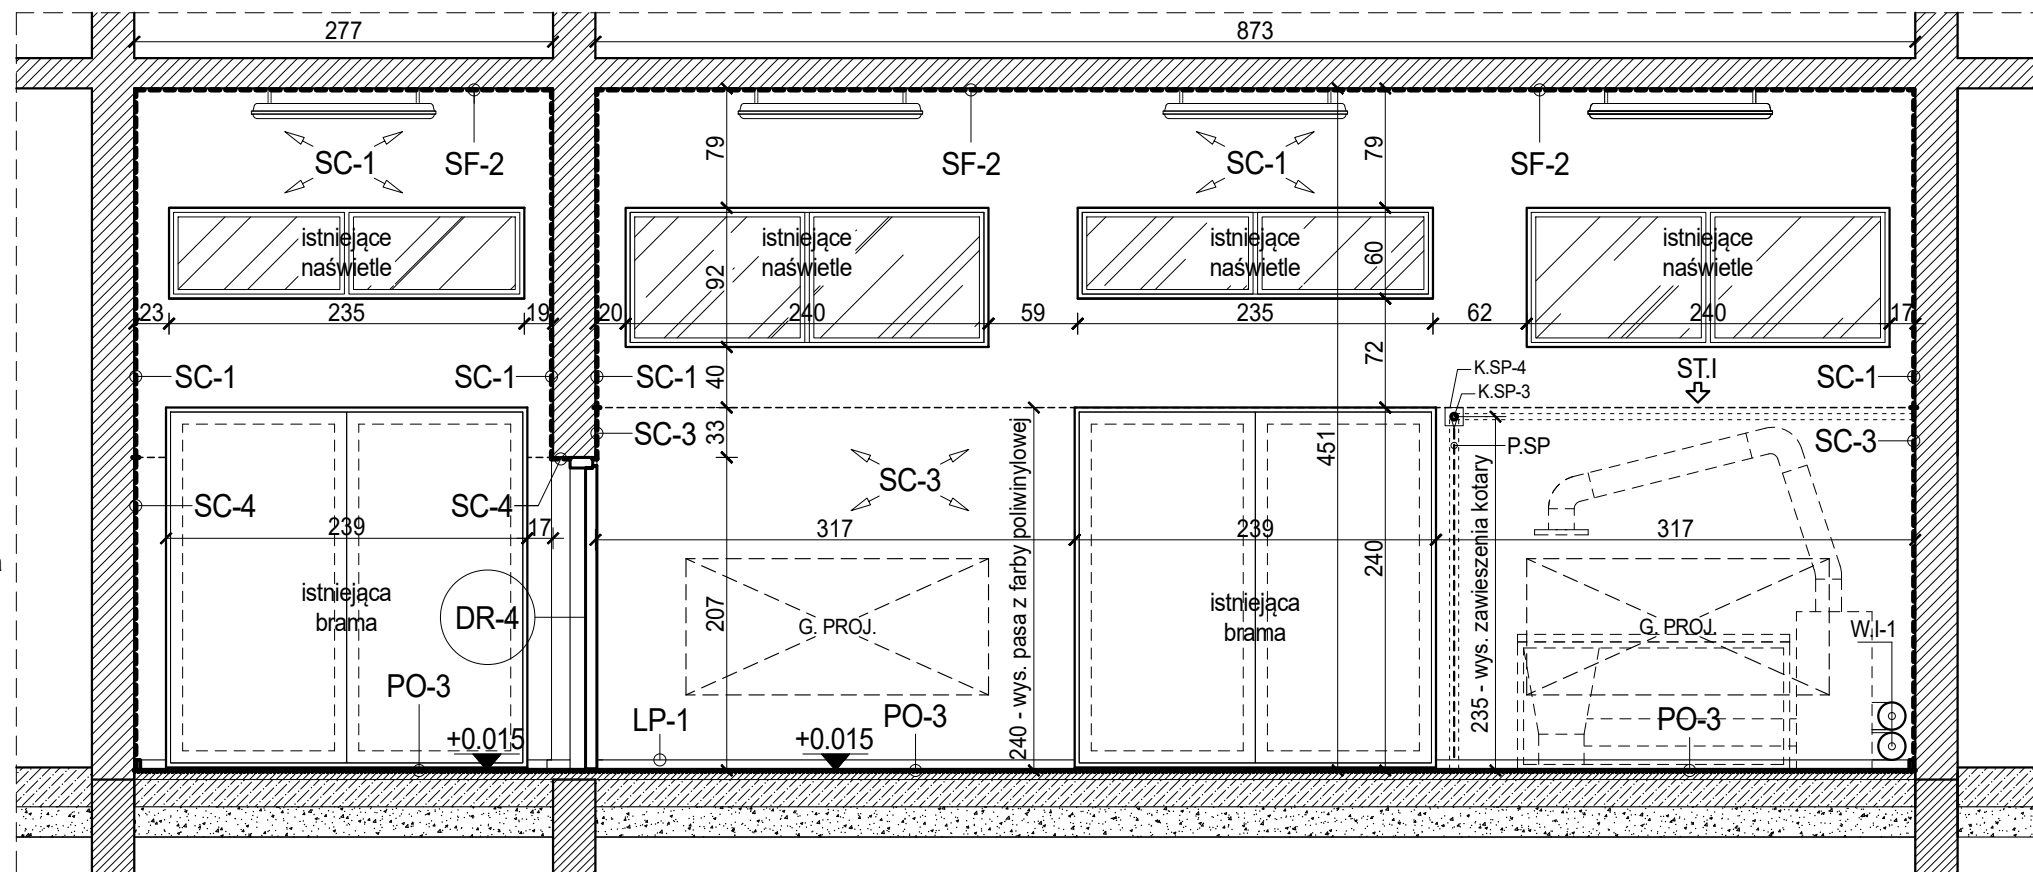 277
873
SC-1
SF-2
SF-2
SC-1
SF-2
79
79
istniejące
naświetle
istniejące
naświetle
istniejące
naświetle
istniejące
naświetle
92
60
23
235
19
20
240
59
235
62
240
17
SC-1
SC-1
SC-1
40
72
K.SP-4
K.SP-3
ST.I
SC-1
33
SC-3
451
P.SP
SC-3
SC-4
SC-4
SC-3
239
17
317
239
317
240 - wys. pasa z farby poliwinylowej
235 - wys. zawieszenia kotary
istniejąca
brama
DR-4
207
G. PROJ.
240
istniejąca
brama
G. PROJ.
W.I-1
PO-3
LP-1
PO-3
PO-3
+0.015
+0.015